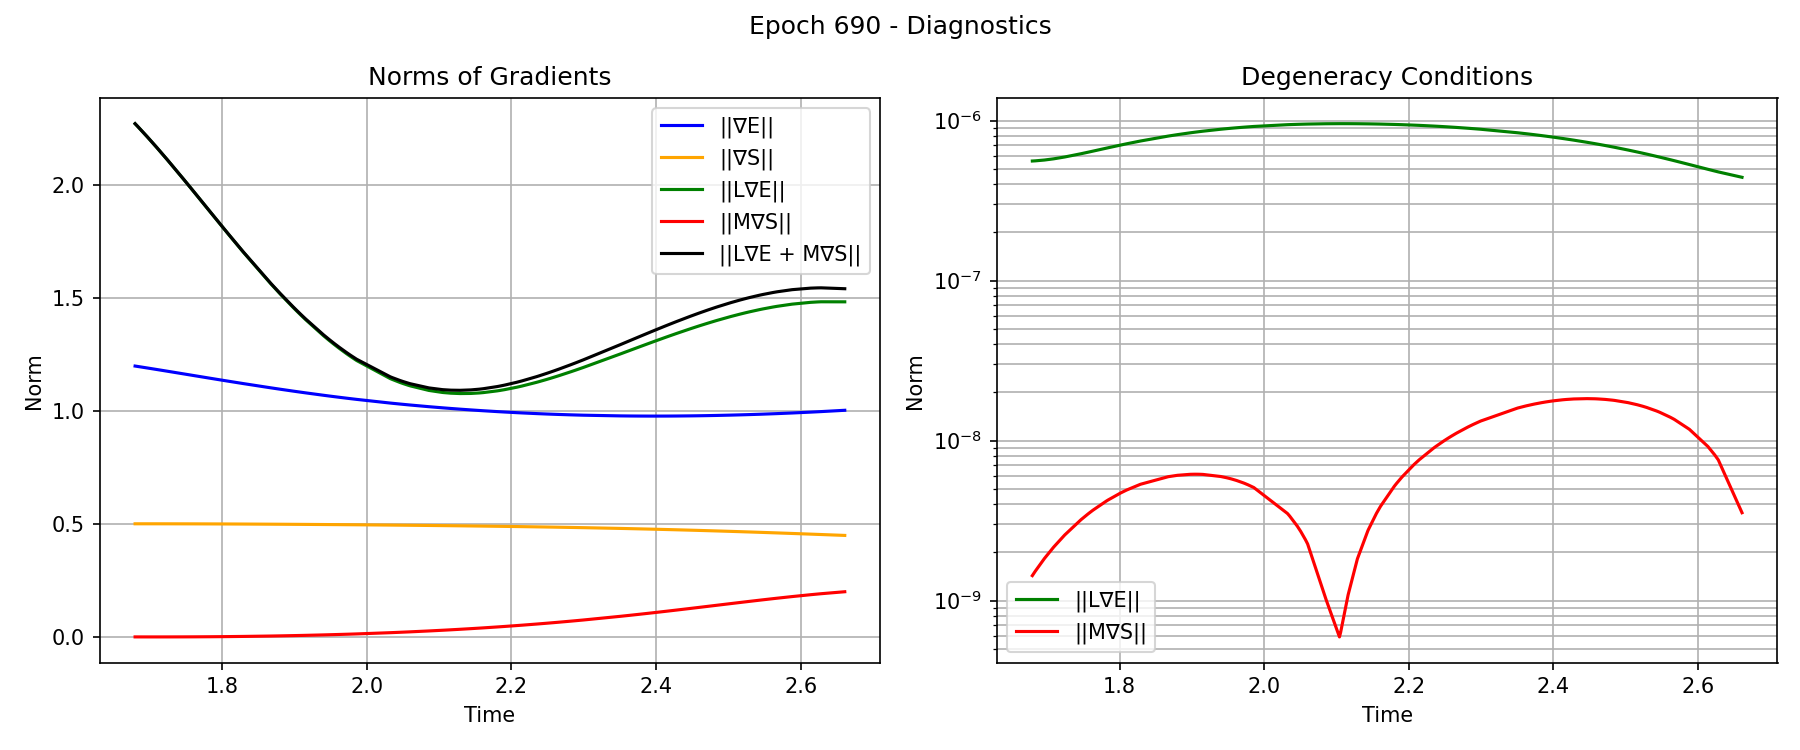 Epoch 690 - Diagnostics
Norms of Gradients
Norm
2.0
1.5
1.0
0.5
0.0
||∇E||
||∇S||
||L∇E||
||M∇S||
||L∇E + M∇S||
1.8
2.0
2.2
2.4
2.6
Time
Degeneracy Conditions
Norm
10⁻⁶
10⁻⁷
10⁻⁸
10⁻⁹
||L∇E||
||M∇S||
1.8
2.0
2.2
2.4
2.6
Time